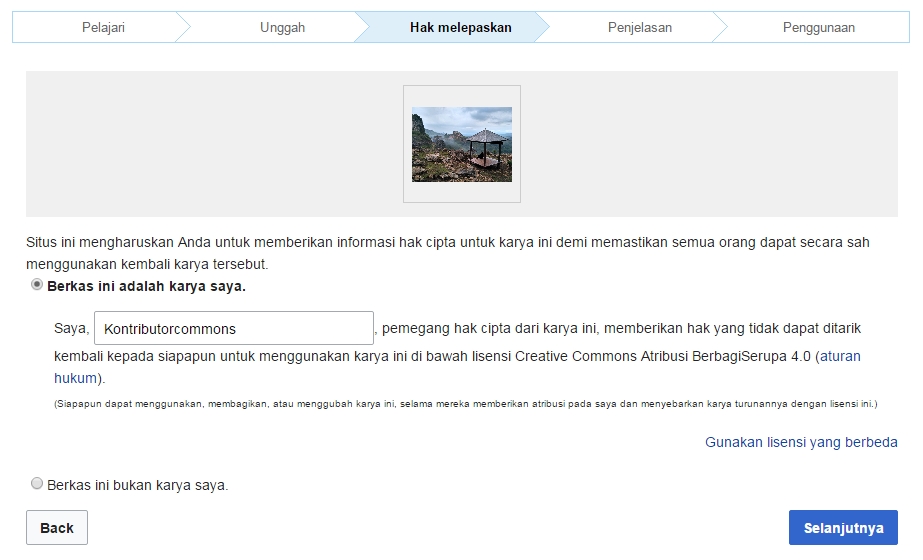 Pelajari Unggah Hak melepaskan Penjelasan Penggunaan
Situs ini mengharuskan Anda untuk memberikan informasi hak cipta untuk karya ini demi memastikan semua orang dapat secara sah
menggunakan kembali karya tersebut.
Berkas ini adalah karya saya.
Saya, Kontributorcommons, pemegang hak cipta dari karya ini, memberikan hak yang tidak dapat ditarik
kembali kepada siapapun untuk menggunakan karya ini di bawah lisensi Creative Commons Atribusi BerbagiSerupa 4.0 (aturan
hukum).
(Siapapun dapat menggunakan, membagikan, atau menggubah karya ini, selama mereka memberikan atribusi pada saya dan menyebarkan karya turunannya dengan lisensi ini.)
Gunakan lisensi yang berbeda
Berkas ini bukan karya saya.
Back Selanjutnya